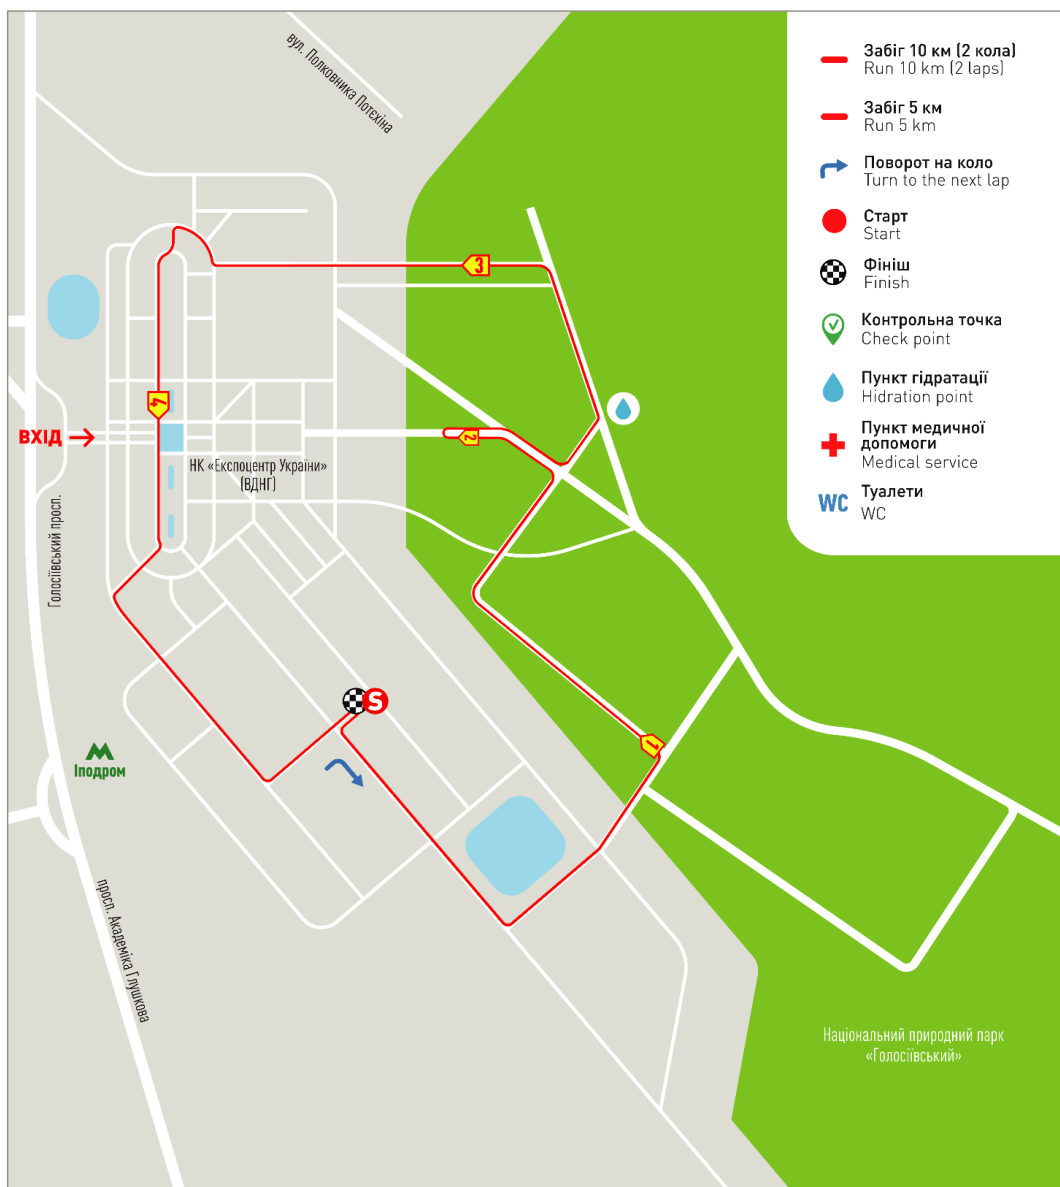 вул. Полковника Потєхіна
Забіг 10 км (2 кола)
Run 10 km (2 laps)
Забіг 5 км
Run 5 km
Поворот на коло
Turn to the next lap
Старт
Start
Фініш
Finish
Контрольна точка
Check point
Пункт гідратації
Hidration point
Пункт медичної
допомоги
Medical service
WC
Туалети
WC
3
4
2
ВХІД
НК «Експоцентр України»
(ВДНГ)
Голосіївський просп.
S
1
Іподром
просп. Академіка Глушкова
Національний природний парк
«Голосіївський»